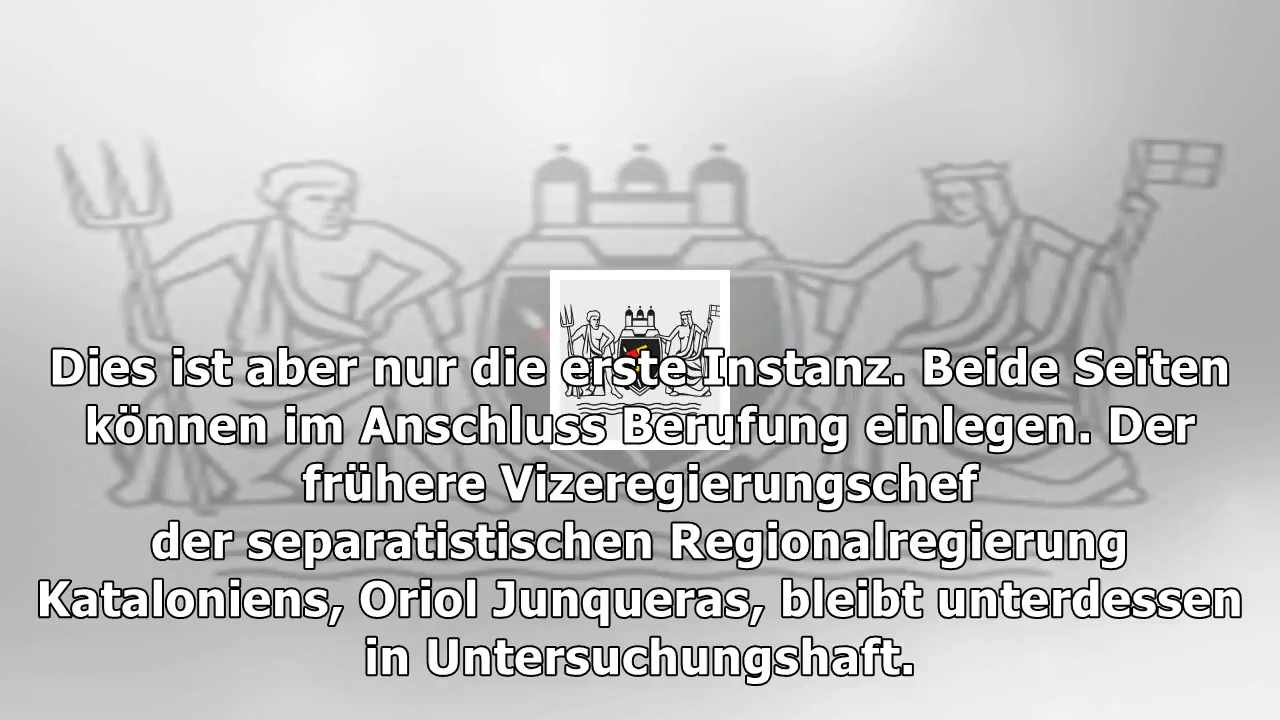 Dies ist aber nur die erste Instanz. Beide Seiten
können im Anschluss Berufung einlegen. Der
frühere Vizeregierungschef
der separatistischen Regionalregierung
Kataloniens, Oriol Junqueras, bleibt unterdessen
in Untersuchungshaft.